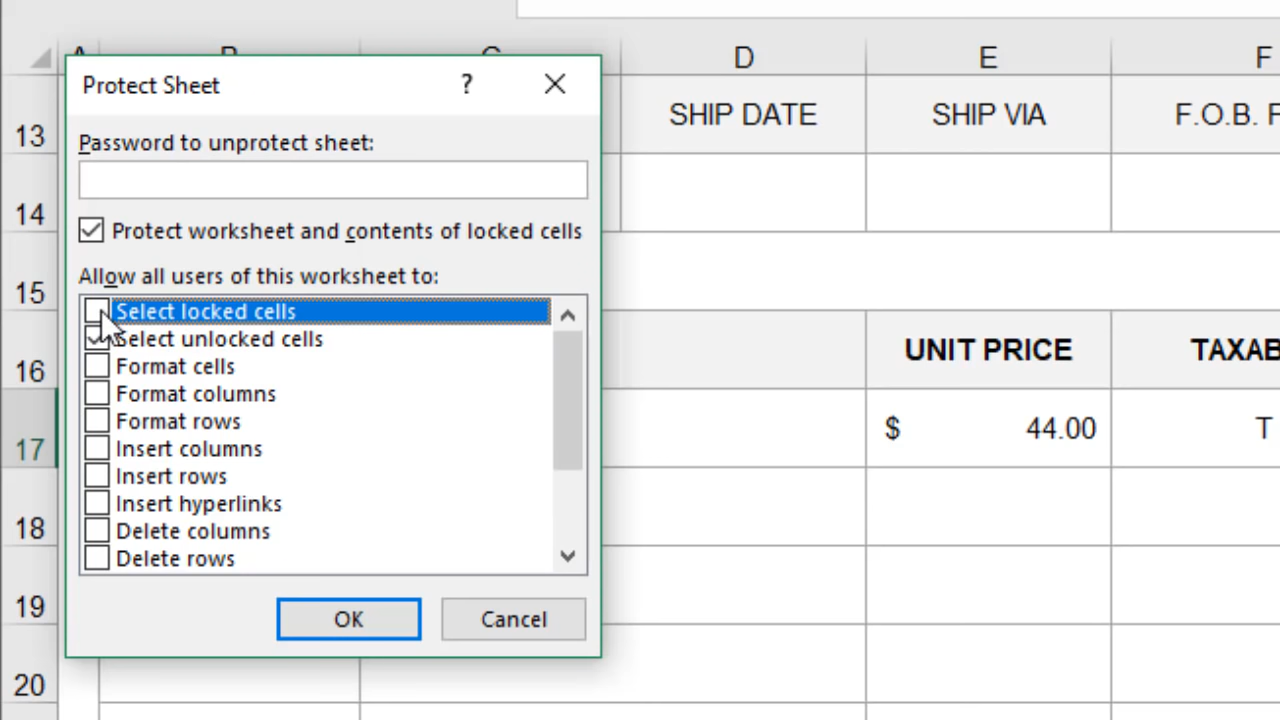 D E F
Protect Sheet ? 
SHIP DATE SHIP VIA F.O.B.
13
Password to unprotect sheet:
14
Protect worksheet and contents of locked cells
Allow all users of this worksheet to:
15
Select locked cells
Select unlocked cells
UNIT PRICE TAXAB
Format cells
16
Format columns
Format rows
$ 44.00 T
17
Insert columns
Insert rows
Insert hyperlinks
18
Delete columns
Delete rows
19
OK Cancel
20